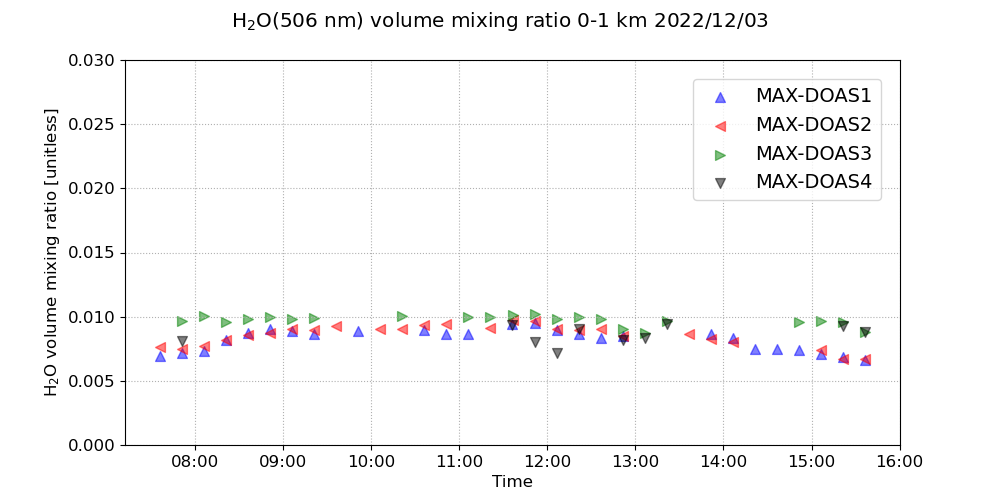 H₂O(506 nm) volume mixing ratio 0-1 km 2022/12/03
H₂O volume mixing ratio [unitless]
0.030
0.025
0.020
0.015
0.010
0.005
0.000
MAX-DOAS1
MAX-DOAS2
MAX-DOAS3
MAX-DOAS4
08:00 09:00 10:00 11:00 12:00 13:00 14:00 15:00 16:00
Time